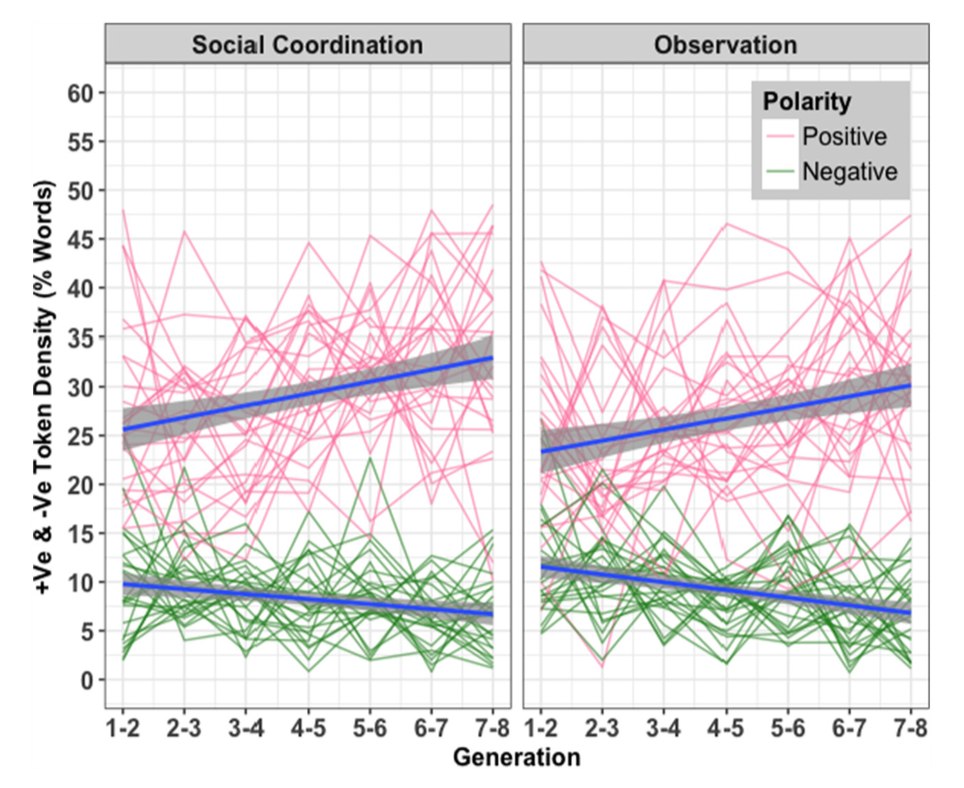 Social Coordination
Observation
Polarity
Positive
Negative
+Ve & -Ve Token Density (% Words)
60
55
50
45
40
35
30
25
20
15
10
5
0
1-2 2-3 3-4 4-5 5-6 6-7 7-8
1-2 2-3 3-4 4-5 5-6 6-7 7-8
Generation